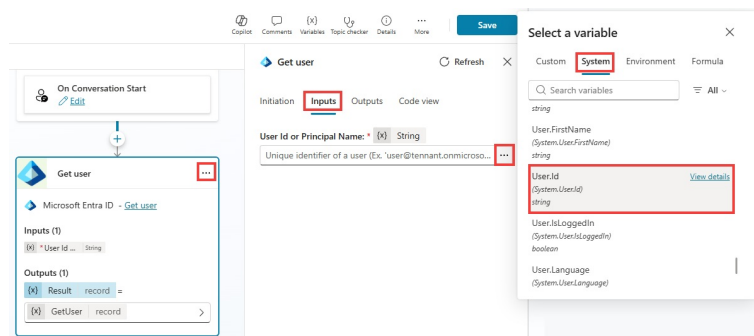 Copilot
Comments
{x}
Variables
Topic checker
Details
More
Save
On Conversation Start
Edit
Get user
Microsoft Entra ID - Get user
Inputs (1)
{x} * User Id ... String
Outputs (1)
{x} Result record =
{x} GetUser record
Get user
Refresh
Initiation Inputs Outputs Code view
User Id or Principal Name: * {x} String
Unique identifier of a user (Ex. 'user@tennant.onmicroso...
Select a variable
Custom System Environment Formula
Search variables
All
string
User.FirstName
(System.User.FirstName)
string
User.Id
View details
(System.User.Id)
string
User.IsLoggedIn
(System.User.IsLoggedIn)
boolean
User.Language
(System.User.Language)